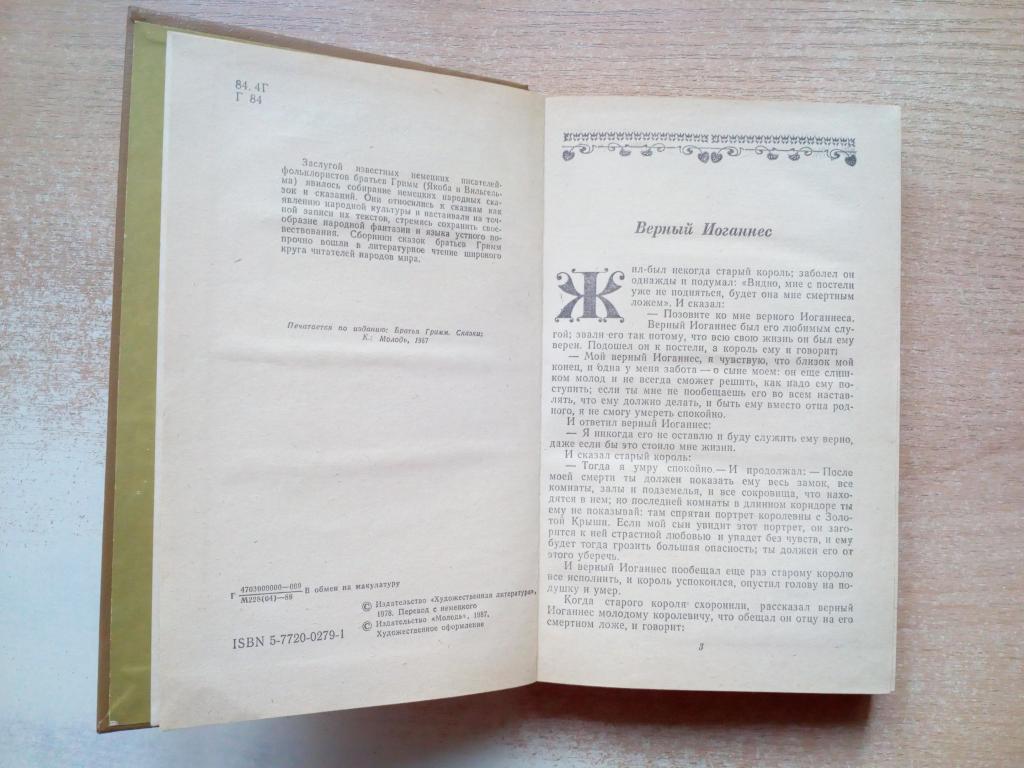 84. 4Г
Г 84
Заслугой известных немецких писателей-
фольклористов братьев Гримм (Якоба и Вильгель-
ма) явилось собирание немецких народных ска-
зок и сказаний. Они относились к сказкам как
явлению народной культуры и настаивали на точ-
ной записи их текстов, стремясь сохранить свое-
образие народной фантазии и языка устного по-
вествования. Сборники сказок братьев Гримм
прочно вошли в литературное чтение широкого
круга читателей народов мира.
Печатается по изданию: Братья Гримм. Сказки;
К.: Молодь, 1987
Г 4703000000—069
М228(04)—88 В обмен на макулатуру
© Издательство «Художественная литература»,
1978. Перевод с немецкого
© Издательство «Молодь», 1987,
Художественное оформление
ISBN 5-7720-0279-1
Верный Иоганнес
Жил-был некогда старый король; заболел он
однажды и подумал: «Видно, мне с постели
уже не подняться, будет она мне смертным
ложем». И сказал:
— Позовите ко мне верного Иоганнеса.
Верный Иоганнес был его любимым слу-
гой; звали его так потому, что всю свою жизнь он был ему
верен. Подошел он к постели, а король ему и говорит:
— Мой верный Иоганнес, я чувствую, что близок мой
конец, и одна у меня забота — о сыне моем: он еще слиш-
ком молод и не всегда сможет решить, как надо ему по-
ступить; если ты мне не пообещаешь его во всем настав-
лять, что ему должно делать, и быть ему вместо отца род-
ного, я не смогу умереть спокойно.
И ответил верный Иоганнес:
— Я никогда его не оставлю и буду служить ему верно,
даже если бы это стоило мне жизни.
И сказал старый король:
— Тогда я умру спокойно.— И продолжал: — После
моей смерти ты должен показать ему весь замок, все
комнаты, залы и подземелья, и все сокровища, что нахо-
дятся в нем; но последней комнаты в длинном коридоре ты
ему не показывай: там спрятан портрет королевны с Золо-
той Крыши. Если мой сын увидит этот портрет, он заго-
рится к ней страстной любовью и упадет без чувств, и ему
будет тогда грозить большая опасность; ты должен его от
этого уберечь.
И верный Иоганнес пообещал еще раз старому королю
все исполнить, и король успокоился, опустил голову на по-
душку и умер.
Когда старого короля схоронили, рассказал верный
Иоганнес молодому королевичу, что обещал он отцу на его
смертном ложе, и говорит:
3